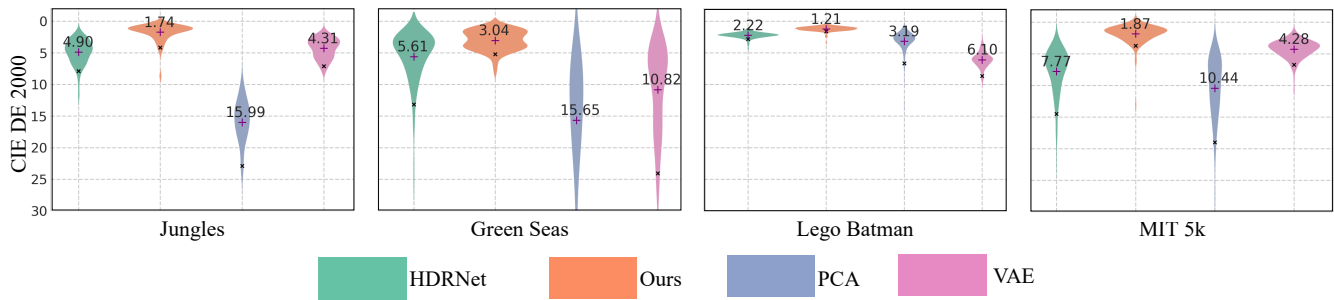 CIE DE 2000
0
5
10
15
20
25
30
4.90
1.74
15.99
4.31
5.61
3.04
15.65
10.82
2.22
1.21
3.19
6.10
7.77
1.87
10.44
4.28
Jungles
Green Seas
Lego Batman
MIT 5k
HDRNet
Ours
PCA
VAE